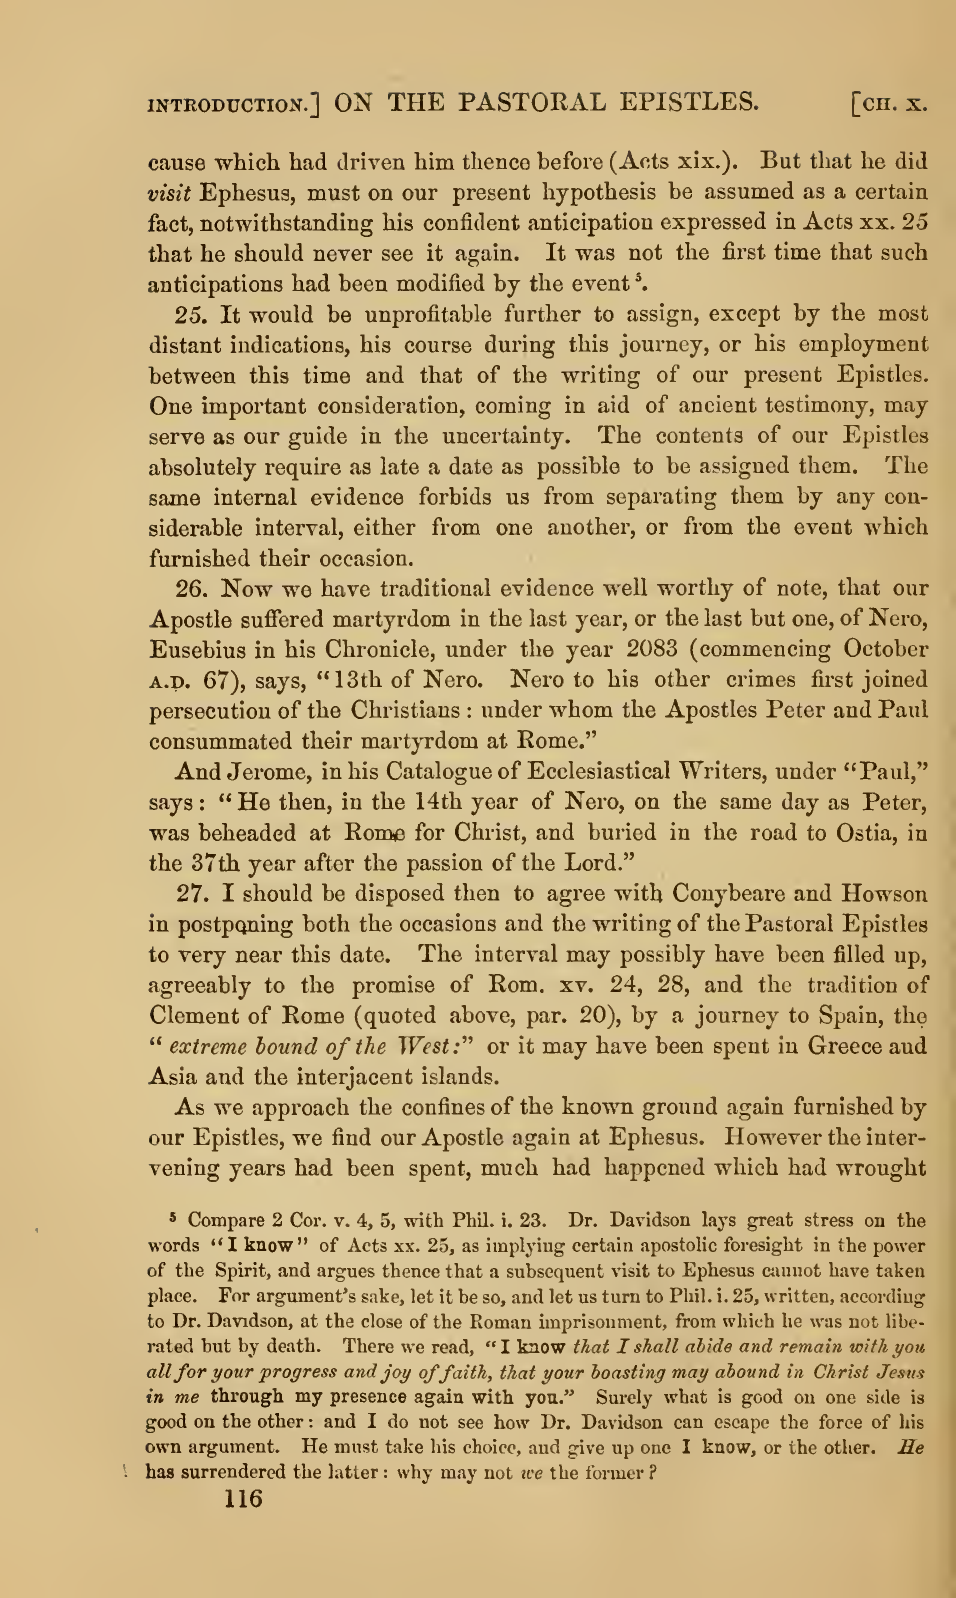 INTRODUCTION.] ON THE PASTORAL EPISTLES. [CH. X.
cause which had driven him thence before (Acts xix.). But that he did
visit Ephesus, must on our present hypothesis be assumed as a certain
fact, notwithstanding his confident anticipation expressed in Acts xx. 25
that he should never see it again. It was not the first time that such
anticipations had been modified by the event ⁵.
25. It would be unprofitable further to assign, except by the most
distant indications, his course during this journey, or his employment
between this time and that of the writing of our present Epistles.
One important consideration, coming in aid of ancient testimony, may
serve as our guide in the uncertainty. The contents of our Epistles
absolutely require as late a date as possible to be assigned them. The
same internal evidence forbids us from separating them by any con-
siderable interval, either from one another, or from the event which
furnished their occasion.
26. Now we have traditional evidence well worthy of note, that our
Apostle suffered martyrdom in the last year, or the last but one, of Nero,
Eusebius in his Chronicle, under the year 2083 (commencing October
A.D. 67), says, “13th of Nero. Nero to his other crimes first joined
persecution of the Christians : under whom the Apostles Peter and Paul
consummated their martyrdom at Rome.”
And Jerome, in his Catalogue of Ecclesiastical Writers, under “Paul,”
says : “He then, in the 14th year of Nero, on the same day as Peter,
was beheaded at Rome for Christ, and buried in the road to Ostia, in
the 37th year after the passion of the Lord.”
27. I should be disposed then to agree with Conybeare and Howson
in postponing both the occasions and the writing of the Pastoral Epistles
to very near this date. The interval may possibly have been filled up,
agreeably to the promise of Rom. xv. 24, 28, and the tradition of
Clement of Rome (quoted above, par. 20), by a journey to Spain, the
“ extreme bound of the West:” or it may have been spent in Greece and
Asia and the interjacent islands.
As we approach the confines of the known ground again furnished by
our Epistles, we find our Apostle again at Ephesus. However the inter-
vening years had been spent, much had happened which had wrought
⁵ Compare 2 Cor. v. 4, 5, with Phil. i. 23. Dr. Davidson lays great stress on the
words “I know” of Acts xx. 25, as implying certain apostolic foresight in the power
of the Spirit, and argues thence that a subsequent visit to Ephesus cannot have taken
place. For argument's sake, let it be so, and let us turn to Phil. i. 25, written, according
to Dr. Davidson, at the close of the Roman imprisonment, from which he was not libe-
rated but by death. There we read, “I know that I shall abide and remain with you
all for your progress and joy of faith, that your boasting may abound in Christ Jesus
in me through my presence again with you.” Surely what is good on one side is
good on the other : and I do not see how Dr. Davidson can escape the force of his
own argument. He must take his choice, and give up one I know, or the other. He
has surrendered the latter : why may not we the former ?
116